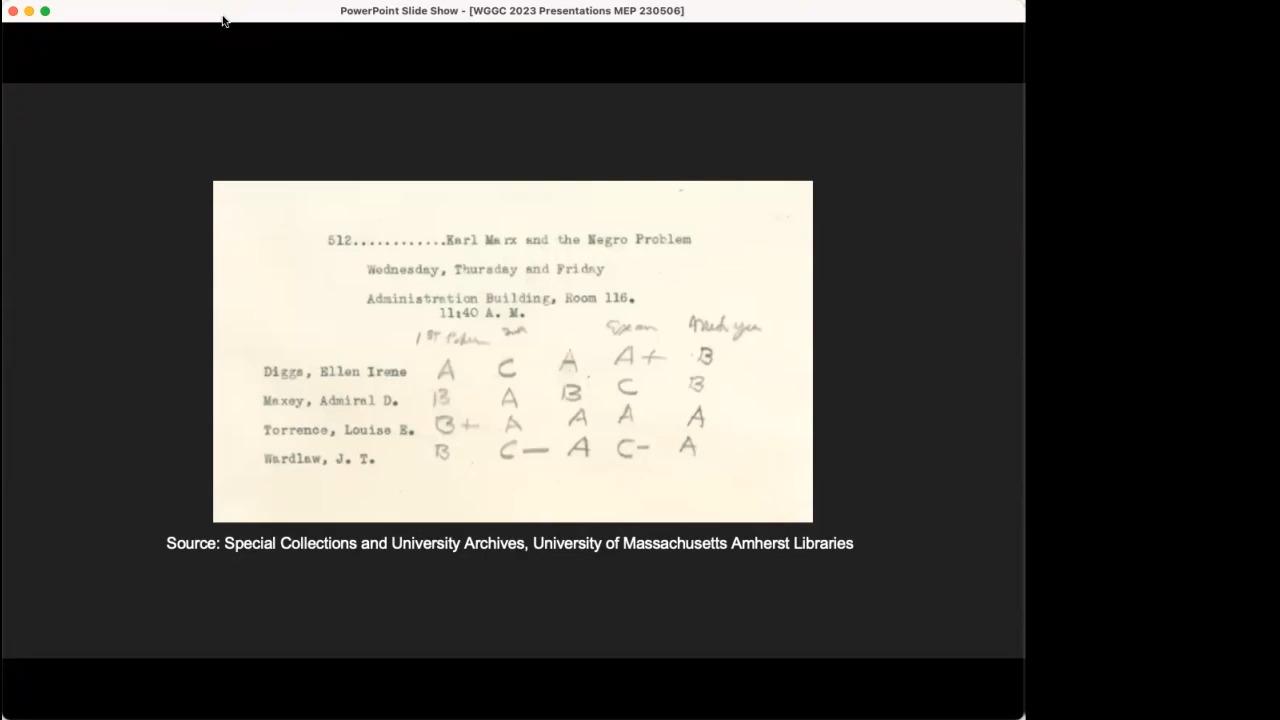 PowerPoint Slide Show - [WGGC 2023 Presentations MEP 230506]
512............Karl Marx and the Negro Problem
Wednesday, Thursday and Friday
Administration Building, Room 116.
11:40 A. M.
1st 2nd Exam
Diggs, Ellen Irene A C A A+ B
Maxey, Admiral D. B A B C B
Torrence, Louise E. B+ A A A A
Wardlaw, J. T. B C- A C- A
Source: Special Collections and University Archives, University of Massachusetts Amherst Libraries